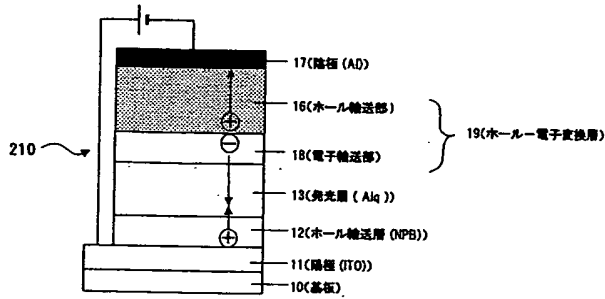 17(陰極(Al))
16(ホール輸送部)
19(ホール－電子変換層)
210
18(電子輸送部)
13(発光層(Alq))
12(ホール輸送層(NPB))
11(陽極(ITO))
10(基板)